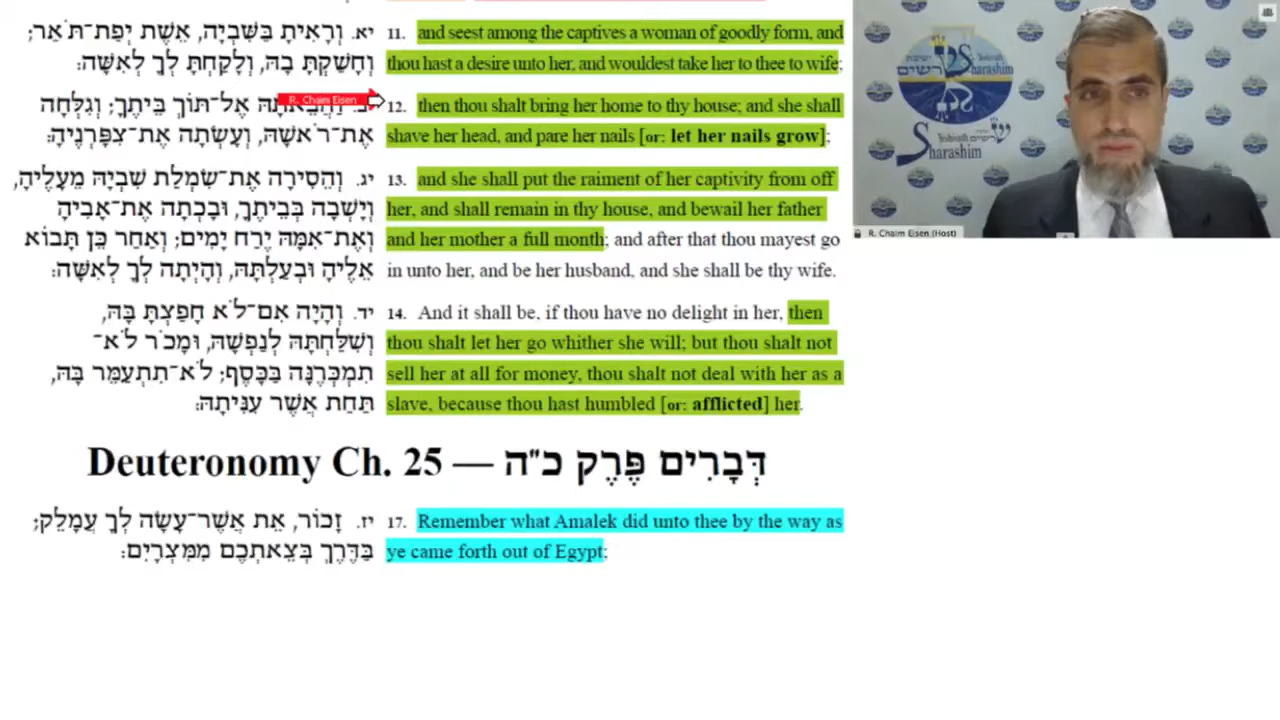 יא. וְרָאִיתָ בַּשִּׁבְיָה, אֵשֶׁת יְפַת־תֹּאַר;
וְחָשַׁקְתָּ בָהּ, וְלָקַחְתָּ לְךָ לְאִשָּׁה׃
11. and seest among the captives a woman of goodly form, and
thou hast a desire unto her, and wouldest take her to thee to wife;
אֶל־תּוֹךְ בֵּיתֶךָ; וְגִלְּחָה
אֶת־רֹאשָׁהּ, וְעָשְׂתָה אֶת־צִפָּרְנֶיהָ׃
R. Chaim Eisen
12. then thou shalt bring her home to thy house; and she shall
shave her head, and pare her nails [or: let her nails grow];
יג. וְהֵסִירָה אֶת־שִׂמְלַת שִׁבְיָהּ מֵעָלֶיהָ,
וְיָשְׁבָה בְּבֵיתֶךָ, וּבָכְתָה אֶת־אָבִיהָ
וְאֶת־אִמָּהּ יֶרַח יָמִים; וְאַחַר כֵּן תָּבוֹא
אֵלֶיהָ וּבְעַלְתָּהּ, וְהָיְתָה לְךָ לְאִשָּׁה׃
13. and she shall put the raiment of her captivity from off
her, and shall remain in thy house, and bewail her father
and her mother a full month; and after that thou mayest go
in unto her, and be her husband, and she shall be thy wife.
יד. וְהָיָה אִם־לֹא חָפַצְתָּ בָּהּ,
וְשִׁלַּחְתָּהּ לְנַפְשָׁהּ, וּמָכֹר לֹא־
תִמְכְּרֶנָּה בַּכָּסֶף; לֹא־תִתְעַמֵּר בָּהּ,
תַּחַת אֲשֶׁר עִנִּיתָהּ׃
14. And it shall be, if thou have no delight in her, then
thou shalt let her go whither she will; but thou shalt not
sell her at all for money, thou shalt not deal with her as a
slave, because thou hast humbled [or: afflicted] her.
Deuteronomy Ch. 25 — דְּבָרִים פֶּרֶק כ״ה
יז. זָכוֹר, אֵת אֲשֶׁר־עָשָׂה לְךָ עֲמָלֵק;
בַּדֶּרֶךְ בְּצֵאתְכֶם מִמִּצְרָיִם׃
17. Remember what Amalek did unto thee by the way as
ye came forth out of Egypt;
ישיבת
שרשים
Yeshivath
Sharashim
Yeshivath שרשים
Sharashim
R. Chaim Eisen (Host)